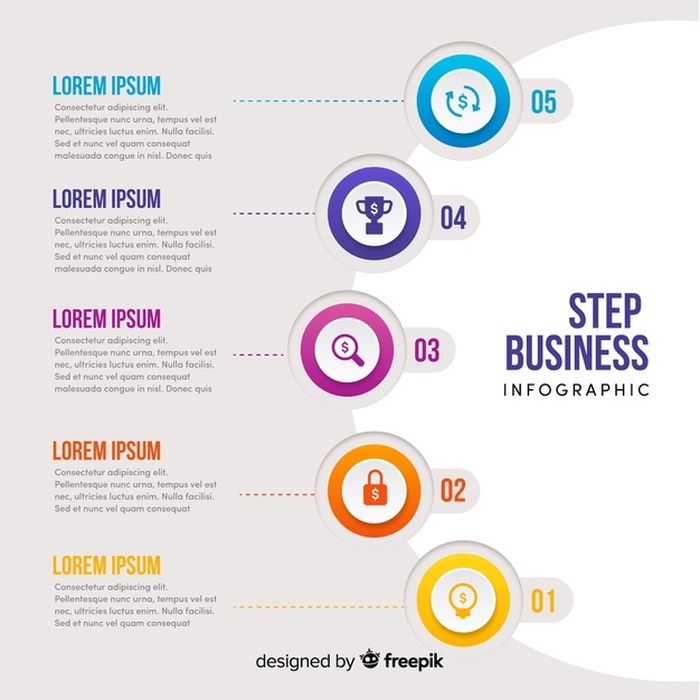 LOREM IPSUM
Consectetur adipiscing elit.
Pellentesque nunc urna, tempus vel est
nec, ultricies luctus enim. Nulla facilisi.
Sed et nunc vel quam consequat
malesuada congue in nisl. Donec quis
$
05
LOREM IPSUM
Consectetur adipiscing elit.
Pellentesque nunc urna, tempus vel est
nec, ultricies luctus enim. Nulla facilisi.
Sed et nunc vel quam consequat
malesuada congue in nisl. Donec quis
$
04
LOREM IPSUM
Consectetur adipiscing elit.
Pellentesque nunc urna, tempus vel est
nec, ultricies luctus enim. Nulla facilisi.
Sed et nunc vel quam consequat
malesuada congue in nisl. Donec quis
$
03
STEP
BUSINESS
INFOGRAPHIC
LOREM IPSUM
Consectetur adipiscing elit.
Pellentesque nunc urna, tempus vel est
nec, ultricies luctus enim. Nulla facilisi.
Sed et nunc vel quam consequat
$
02
LOREM IPSUM
Consectetur adipiscing elit.
Pellentesque nunc urna, tempus vel est
nec, ultricies luctus enim. Nulla facilisi.
Sed et nunc vel quam consequat
$
01
designed by freepik